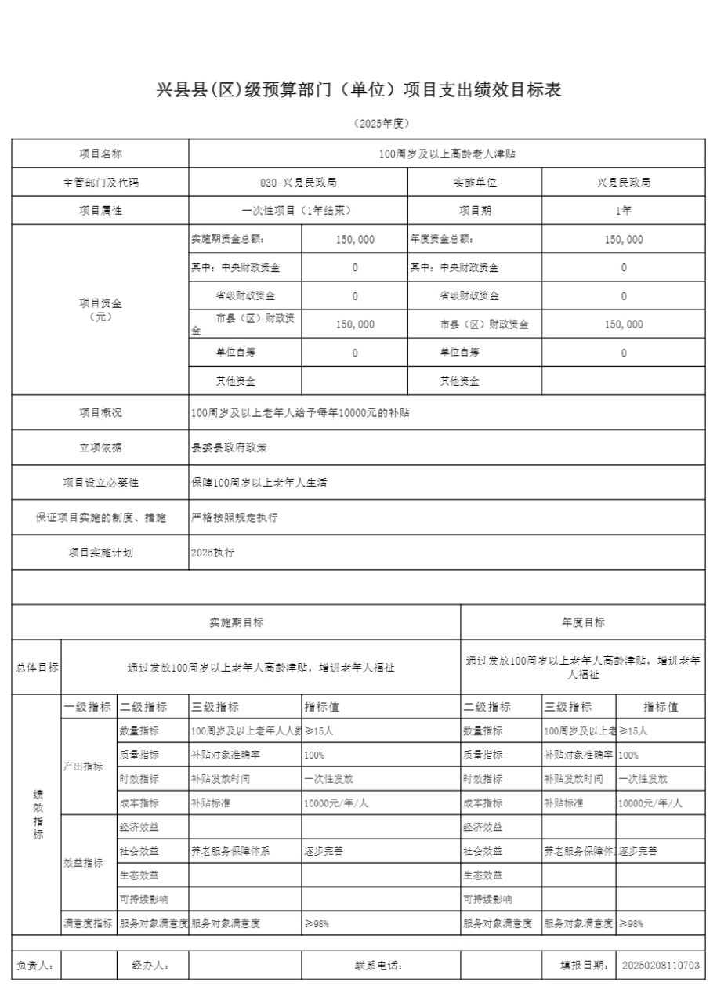 兴县县(区)级预算部门（单位）项目支出绩效目标表
（2025年度）
项目名称 100周岁及以上高龄老人津贴
主管部门及代码 030-兴县民政局 实施单位 兴县民政局
项目属性 一次性项目（1年结束） 项目期 1年
项目资金
（元）
实施期资金总额： 150,000 年度资金总额： 150,000
其中：中央财政资金 0 其中：中央财政资金 0
省级财政资金 0 省级财政资金 0
市县（区）财政资
金 150,000 市县（区）财政资金 150,000
单位自筹 0 单位自筹 0
其他资金 其他资金
项目概况 100周岁及以上老年人给予每年10000元的补贴
立项依据 县委县政府政策
项目设立必要性 保障100周岁以上老年人生活
保证项目实施的制度、措施 严格按照规定执行
项目实施计划 2025执行
实施期目标 年度目标
总体目标 通过发放100周岁以上老年人高龄津贴，增进老年人福祉 通过发放100周岁以上老年人高龄津贴，增进老年
人福祉
绩
效
指
标
一级指标 二级指标 三级指标 指标值 二级指标 三级指标 指标值
产出指标
数量指标 100周岁及以上老年人人数 ≥15人 数量指标 100周岁及以上老 ≥15人
质量指标 补贴对象准确率 100% 质量指标 补贴对象准确率 100%
时效指标 补贴发放时间 一次性发放 时效指标 补贴发放时间 一次性发放
成本指标 补贴标准 10000元/年/人 成本指标 补贴标准 10000元/年/人
效益指标
经济效益 经济效益
社会效益 养老服务保障体系 逐步完善 社会效益 养老服务保障体 逐步完善
生态效益 生态效益
可持续影响 可持续影响
满意度指标 服务对象满意度 服务对象满意度 ≥98% 服务对象满意度 服务对象满意度 ≥98%
负责人： 经办人： 联系电话： 填报日期： 20250208110703